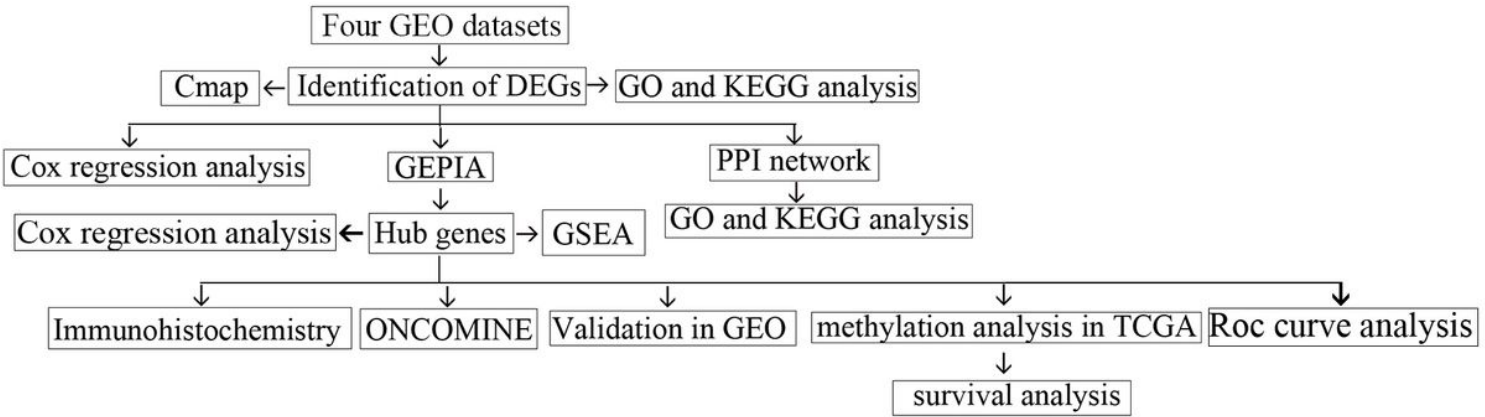 Four GEO datasets
Cmap
Identification of DEGs
GO and KEGG analysis
Cox regression analysis
GEPIA
PPI network
Cox regression analysis
Hub genes
GSEA
GO and KEGG analysis
Immunohistochemistry
ONCOMINE
Validation in GEO
methylation analysis in TCGA
Roc curve analysis
survival analysis